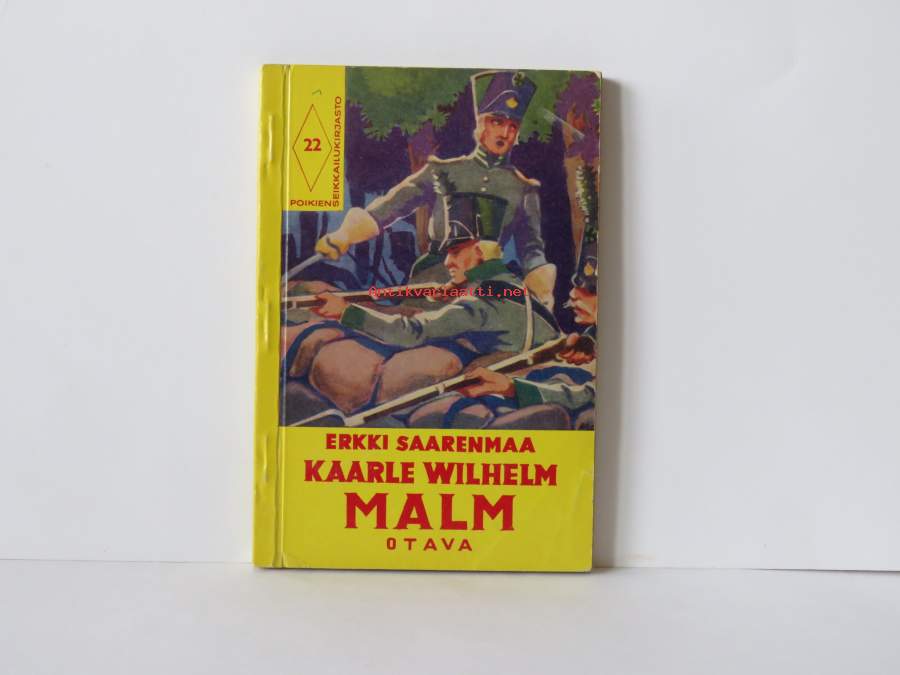 22
POIKIEN
SEIKKAILUKIRJASTO
Antikvariaatti.net
ERKKI SAARENMAA
KAARLE WILHELM
MALM
OTAVA